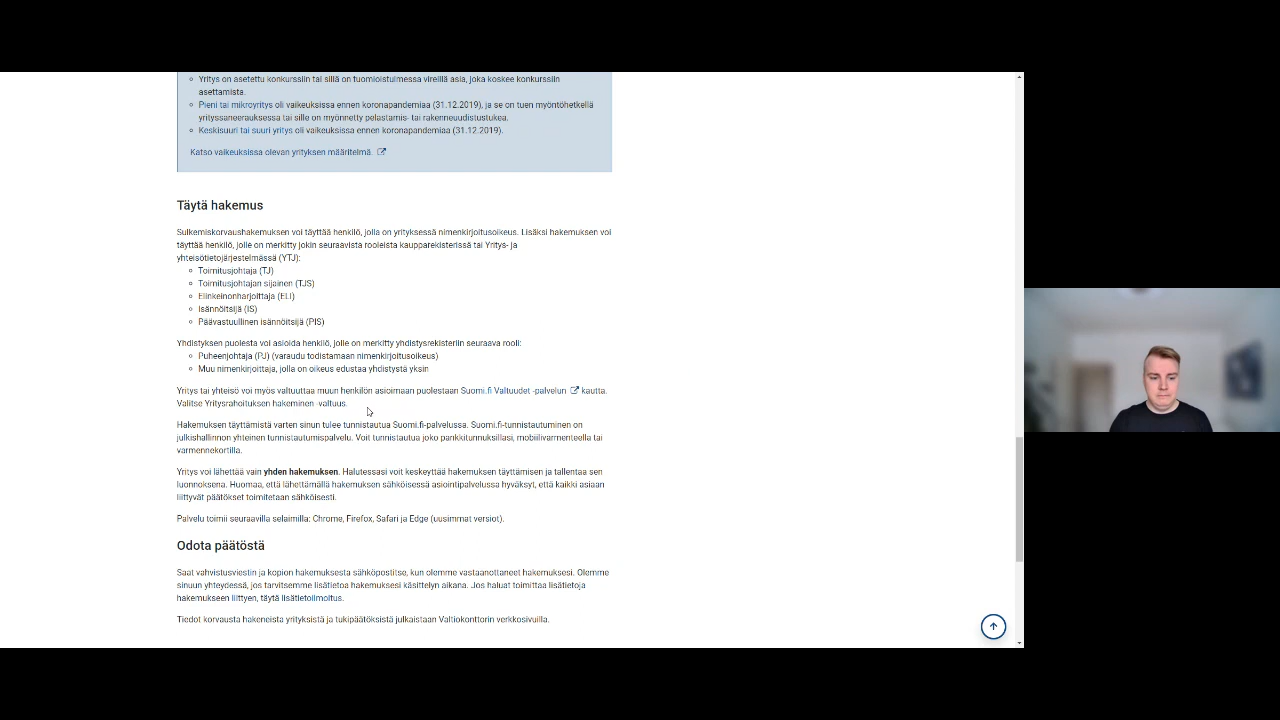 Yritys on asetettu konkurssiin tai sillä on tuomioistuimessa vireillä asia, joka koskee konkurssiin
asettamista.
Pieni tai mikroyritys oli vaikeuksissa ennen koronapandemiaa (31.12.2019), ja se on tuen myöntöhetkellä
yrityssaneerauksessa tai sille on myönnetty pelastamis- tai rakenneuudistustukea.
Keskisuuri tai suuri yritys oli vaikeuksissa ennen koronapandemiaa (31.12.2019).
Katso vaikeuksissa olevan yrityksen määritelmä.
Täytä hakemus
Sulkemiskorvaushakemuksen voi täyttää henkilö, jolla on yrityksessä nimenkirjoitusoikeus. Lisäksi hakemuksen voi
täyttää henkilö, jolle on merkitty jokin seuraavista rooleista kaupparekisterissä tai Yritys- ja
yhteisötietojärjestelmässä (YTJ):
Toimitusjohtaja (TJ)
Toimitusjohtajan sijainen (TJS)
Elinkeinonharjoittaja (ELI)
Isännöitsijä (IS)
Päävastuullinen isännöitsijä (PIS)
Yhdistyksen puolesta voi asioida henkilö, jolle on merkitty yhdistysrekisteriin seuraava rooli:
Puheenjohtaja (PJ) (varaudu todistamaan nimenkirjoitusoikeus)
Muu nimenkirjoittaja, jolla on oikeus edustaa yhdistystä yksin
Yritys tai yhteisö voi myös valtuuttaa muun henkilön asioimaan puolestaan Suomi.fi Valtuudet -palvelun kautta.
Valitse Yritysrahoituksen hakeminen -valtuus.
Hakemuksen täyttämistä varten sinun tulee tunnistautua Suomi.fi-palvelussa. Suomi.fi-tunnistautuminen on
julkishallinnon yhteinen tunnistautumispalvelu. Voit tunnistautua joko pankkitunnuksillasi, mobiilivarmenteella tai
varmennekortilla.
Yritys voi lähettää vain yhden hakemuksen. Halutessasi voit keskeyttää hakemuksen täyttämisen ja tallentaa sen
luonnoksena. Huomaa, että lähettämällä hakemuksen sähköisessä asiointipalvelussa hyväksyt, että kaikki asiaan
liittyvät päätökset toimitetaan sähköisesti.
Palvelu toimii seuraavilla selaimilla: Chrome, Firefox, Safari ja Edge (uusimmat versiot).
Odota päätöstä
Saat vahvistusviestin ja kopion hakemuksesta sähköpostitse, kun olemme vastaanottaneet hakemuksesi. Olemme
sinuun yhteydessä, jos tarvitsemme lisätietoa hakemuksesi käsittelyn aikana. Jos haluat toimittaa lisätietoja
hakemukseen liittyen, täytä lisätietoilmoitus.
Tiedot korvausta hakeneista yrityksistä ja tukipäätöksistä julkaistaan Valtiokonttorin verkkosivuilla.